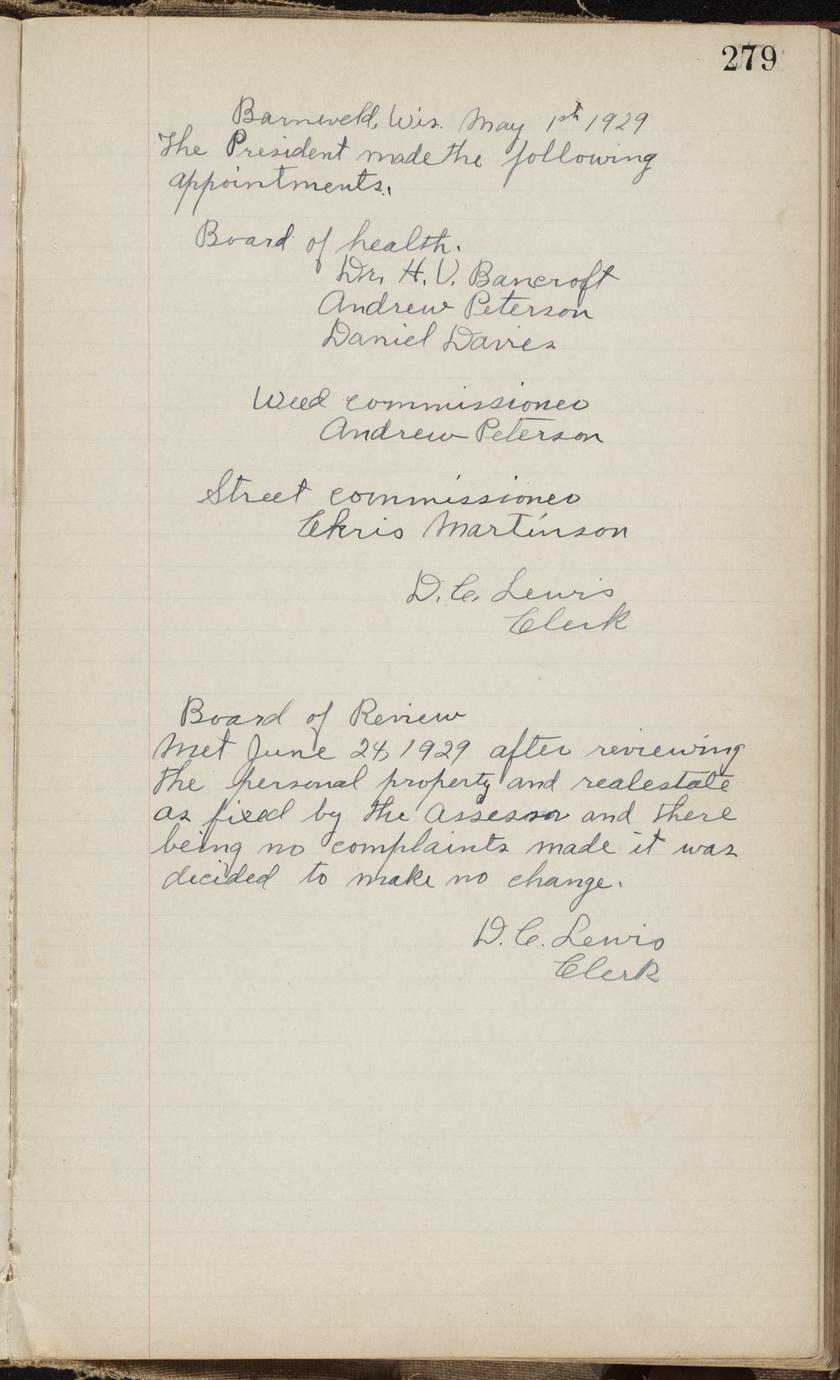 279
Barneveld, Wis. May 1st 1929
The President made the following
appointments.
Board of health.
Dr. H. V. Bancroft
Andrew Peterson
Daniel Davies
Weed commissioner
Andrew Peterson
Street commissioner
Chris Martinson
D. C. Lewis
Clerk
Board of Review
Met June 24, 1929 after reviewing
the personal property and realestate
as fixed by the Assessor and there
being no complaints made it was
decided to make no change.
D. C. Lewis
Clerk